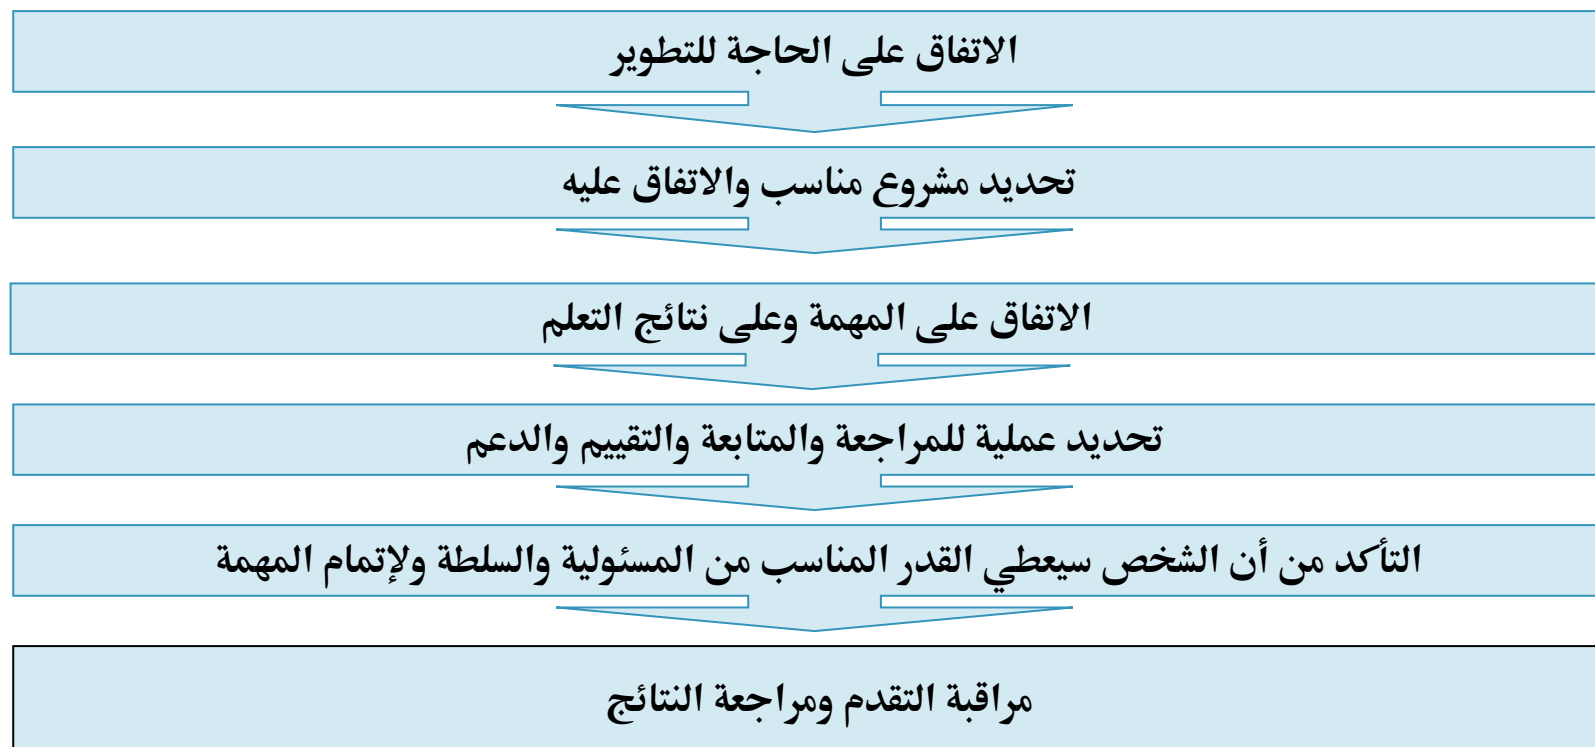 الاتفاق على الحاجة للتطوير
تحديد مشروع مناسب والاتفاق عليه
الاتفاق على المهمة وعلى نتائج التعلم
تحديد عملية للمراجعة والمتابعة والتقييم والدعم
التأكد من أن الشخص سيعطي القدر المناسب من المسئولية والسلطة ولإتمام المهمة
مراقبة التقدم ومراجعة النتائج